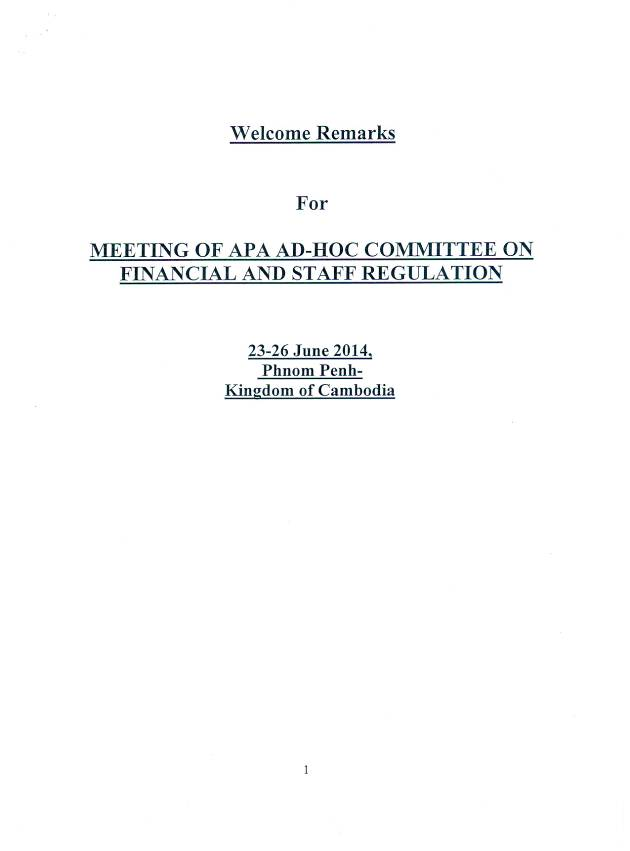 Welcome Remarks
For
MEETING OF APA AD-HOC COMMITTEE ON
FINANCIAL AND STAFF REGULATION
23-26 June 2014,
Phnom Penh-
Kingdom of Cambodia
1